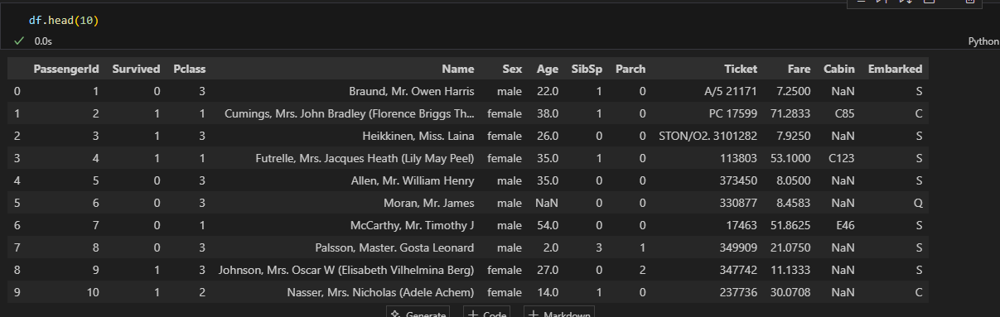 df.head(10)
0.0s
Python
PassengerId Survived Pclass Name Sex Age SibSp Parch Ticket Fare Cabin Embarked
0 1 0 3 Braund, Mr. Owen Harris male 22.0 1 0 A/5 21171 7.2500 NaN S
1 2 1 1 Cumings, Mrs. John Bradley (Florence Briggs Th... female 38.0 1 0 PC 17599 71.2833 C85 C
2 3 1 3 Heikkinen, Miss. Laina female 26.0 0 0 STON/O2. 3101282 7.9250 NaN S
3 4 1 1 Futrelle, Mrs. Jacques Heath (Lily May Peel) female 35.0 1 0 113803 53.1000 C123 S
4 5 0 3 Allen, Mr. William Henry male 35.0 0 0 373450 8.0500 NaN S
5 6 0 3 Moran, Mr. James male NaN 0 0 330877 8.4583 NaN Q
6 7 0 1 McCarthy, Mr. Timothy J male 54.0 0 0 17463 51.8625 E46 S
7 8 0 3 Palsson, Master. Gosta Leonard male 2.0 3 1 349909 21.0750 NaN S
8 9 1 3 Johnson, Mrs. Oscar W (Elisabeth Vilhelmina Berg) female 27.0 0 2 347742 11.1333 NaN S
9 10 1 2 Nasser, Mrs. Nicholas (Adele Achem) female 14.0 1 0 237736 30.0708 NaN C
Generate + Code + Markdown